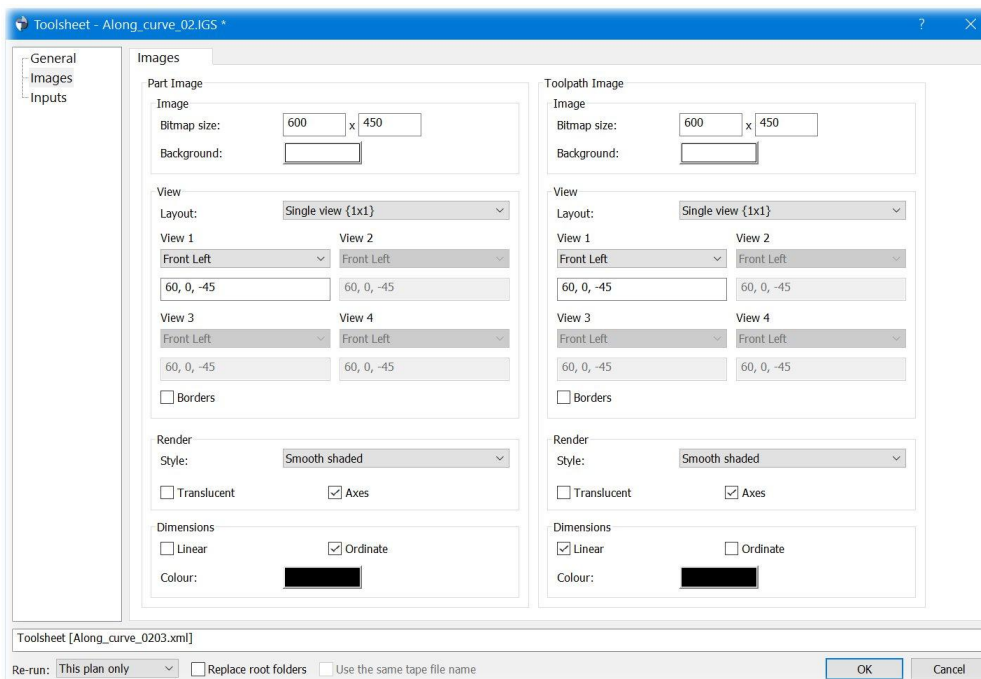 Toolsheet - Along_curve_02.IGS *
?
General
Images
Inputs
Images
Part Image
Image
Bitmap size: 600 x 450
Background:
View
Layout: Single view {1x1}
View 1 View 2
Front Left Front Left
60, 0, -45 60, 0, -45
View 3 View 4
Front Left Front Left
60, 0, -45 60, 0, -45
Borders
Render
Style: Smooth shaded
Translucent Axes
Dimensions
Linear Ordinate
Colour:
Toolpath Image
Image
Bitmap size: 600 x 450
Background:
View
Layout: Single view {1x1}
View 1 View 2
Front Left Front Left
60, 0, -45 60, 0, -45
View 3 View 4
Front Left Front Left
60, 0, -45 60, 0, -45
Borders
Render
Style: Smooth shaded
Translucent Axes
Dimensions
Linear Ordinate
Colour:
Toolsheet [Along_curve_0203.xml]
Re-run: This plan only Replace root folders Use the same tape file name OK Cancel